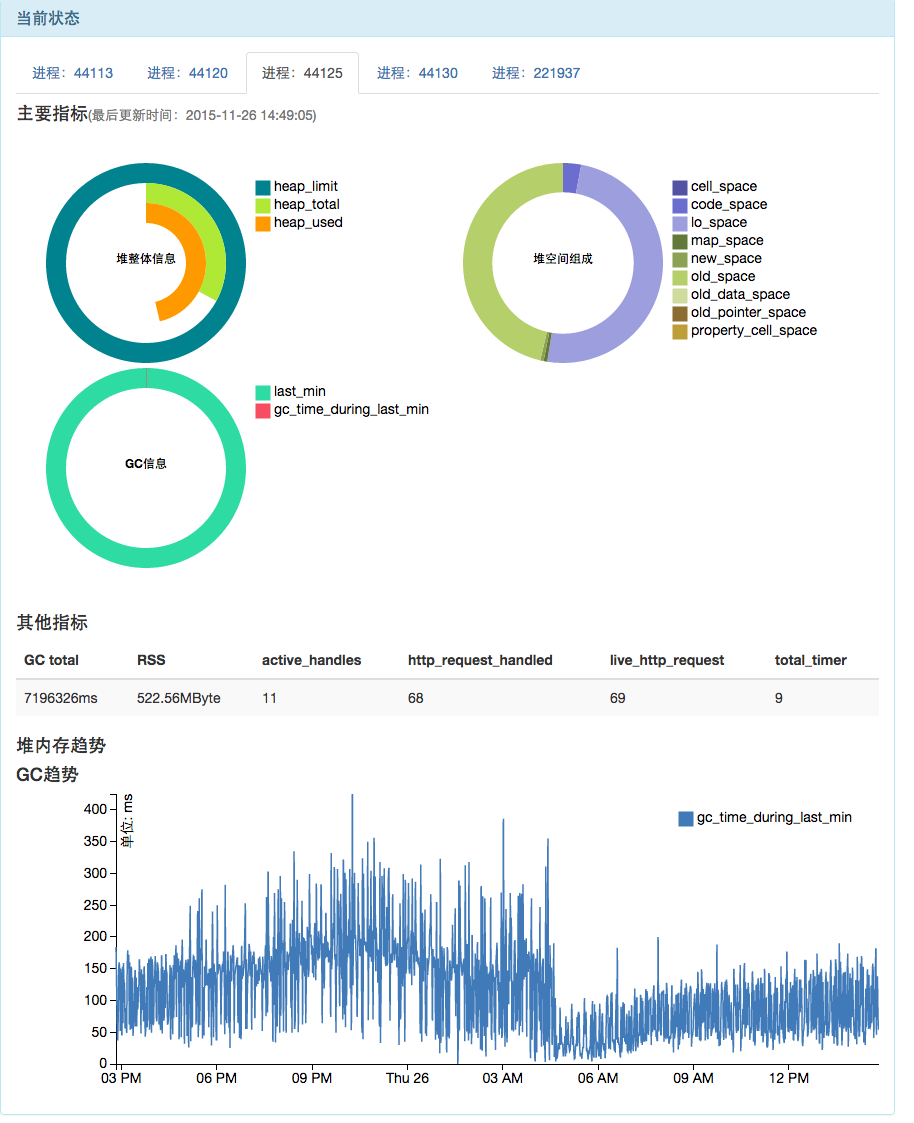 当前状态
进程：44113 进程：44120 进程：44125 进程：44130 进程：221937
主要指标(最后更新时间：2015-11-26 14:49:05)
堆整体信息
heap_limit
heap_total
heap_used
堆空间组成
cell_space
code_space
lo_space
map_space
new_space
old_space
old_data_space
old_pointer_space
property_cell_space
GC信息
last_min
gc_time_during_last_min
其他指标
GC total RSS active_handles http_request_handled live_http_request total_timer
7196326ms 522.56MByte 11 68 69 9
堆内存趋势
GC趋势
单位: ms
gc_time_during_last_min
400
350
300
250
200
150
100
50
0
03 PM 06 PM 09 PM Thu 26 03 AM 06 AM 09 AM 12 PM